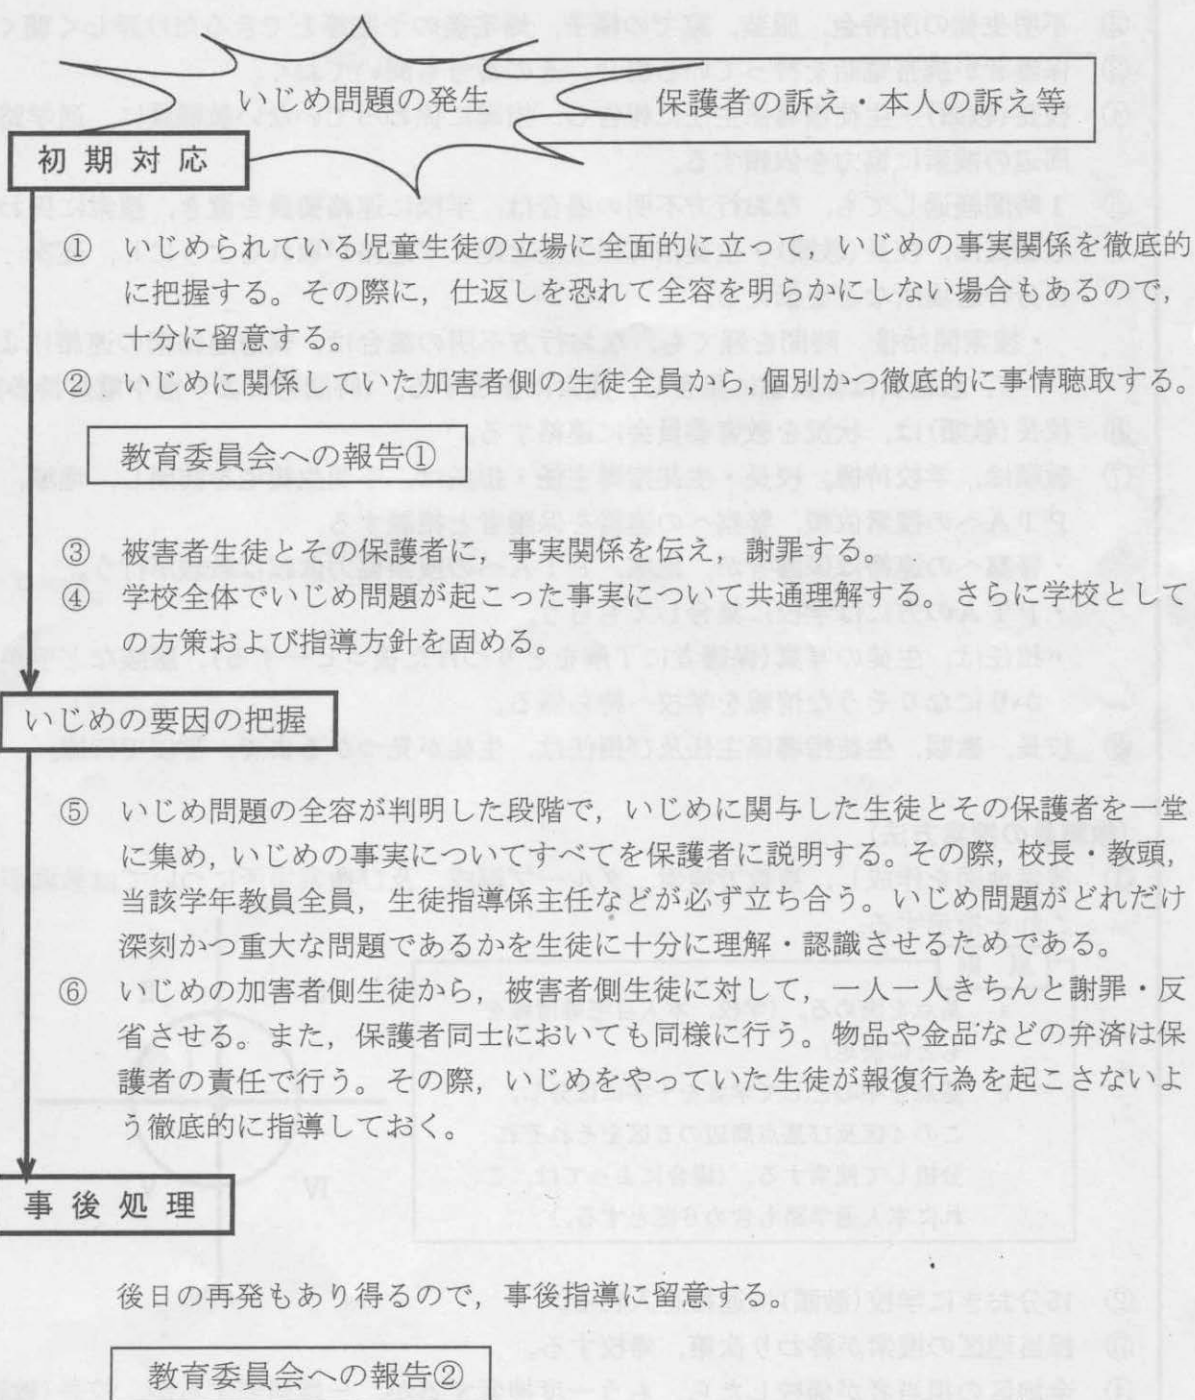 いじめ問題の発生
保護者の訴え・本人の訴え等
初期対応
① いじめられている児童生徒の立場に全面的に立って，いじめの事実関係を徹底的
に把握する。その際に，仕返しを恐れて全容を明らかにしない場合もあるので，
十分に留意する。
② いじめに関係していた加害者側の生徒全員から，個別かつ徹底的に事情聴取する。
教育委員会への報告①
③ 被害者生徒とその保護者に，事実関係を伝え，謝罪する。
④ 学校全体でいじめ問題が起こった事実について共通理解する。さらに学校として
の方策および指導方針を固める。
いじめの要因の把握
⑤ いじめ問題の全容が判明した段階で，いじめに関与した生徒とその保護者を一堂
に集め，いじめの事実についてすべてを保護者に説明する。その際，校長・教頭，
当該学年教員全員，生徒指導係主任などが必ず立ち合う。いじめ問題がどれだけ
深刻かつ重大な問題であるかを生徒に十分に理解・認識させるためである。
⑥ いじめの加害者側生徒から，被害者側生徒に対して，一人一人きちんと謝罪・反
省させる。また，保護者同士においても同様に行う。物品や金品などの弁済は保
護者の責任で行う。その際，いじめをやっていた生徒が報復行為を起こさないよ
う徹底的に指導しておく。
事後処理
後日の再発もあり得るので，事後指導に留意する。
教育委員会への報告②